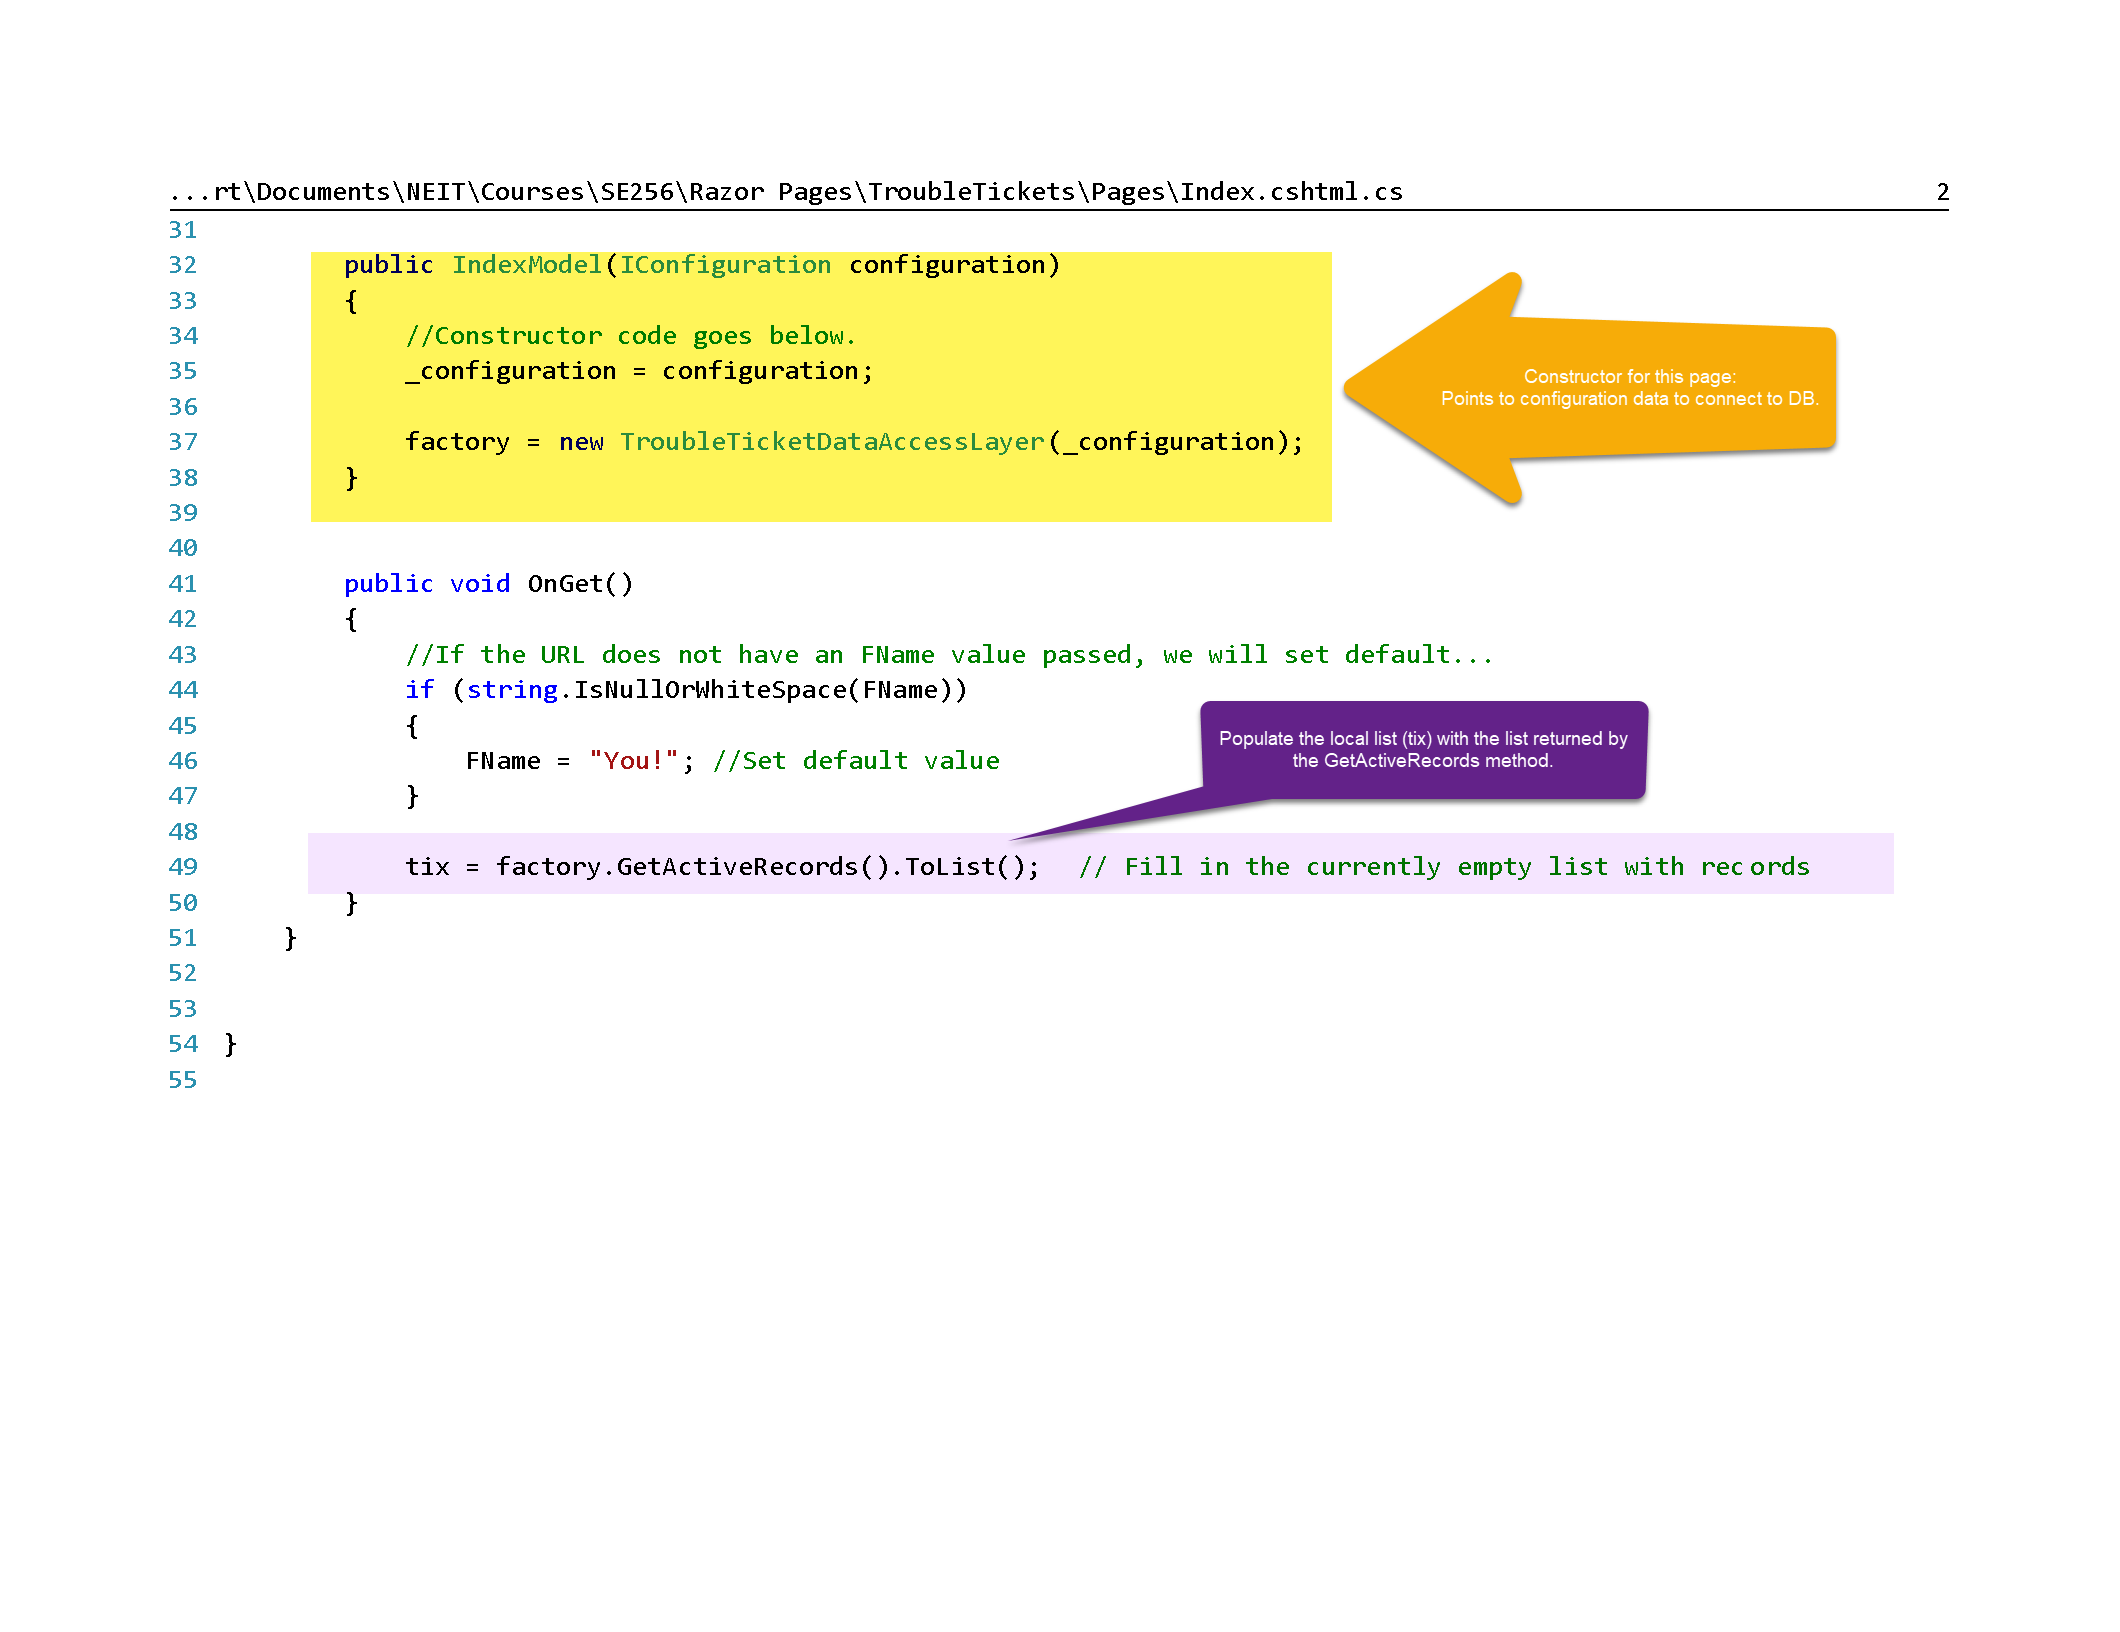 ...rt\Documents\NEIT\Courses\SE256\Razor Pages\TroubleTickets\Pages\Index.cshtml.cs 2
31
32 public IndexModel(IConfiguration configuration)
33 {
34 //Constructor code goes below.
35 _configuration = configuration;
36
37 factory = new TroubleTicketDataAccessLayer(_configuration);
38 }
39
Constructor for this page:
Points to configuration data to connect to DB.
40
41 public void OnGet()
42 {
43 //If the URL does not have an FName value passed, we will set default...
44 if (string.IsNullOrWhiteSpace(FName))
45 {
46 FName = "You!"; //Set default value
47 }
Populate the local list (tix) with the list returned by
the GetActiveRecords method.
48
49 tix = factory.GetActiveRecords().ToList(); // Fill in the currently empty list with records
50 }
51 }
52
53
54 }
55